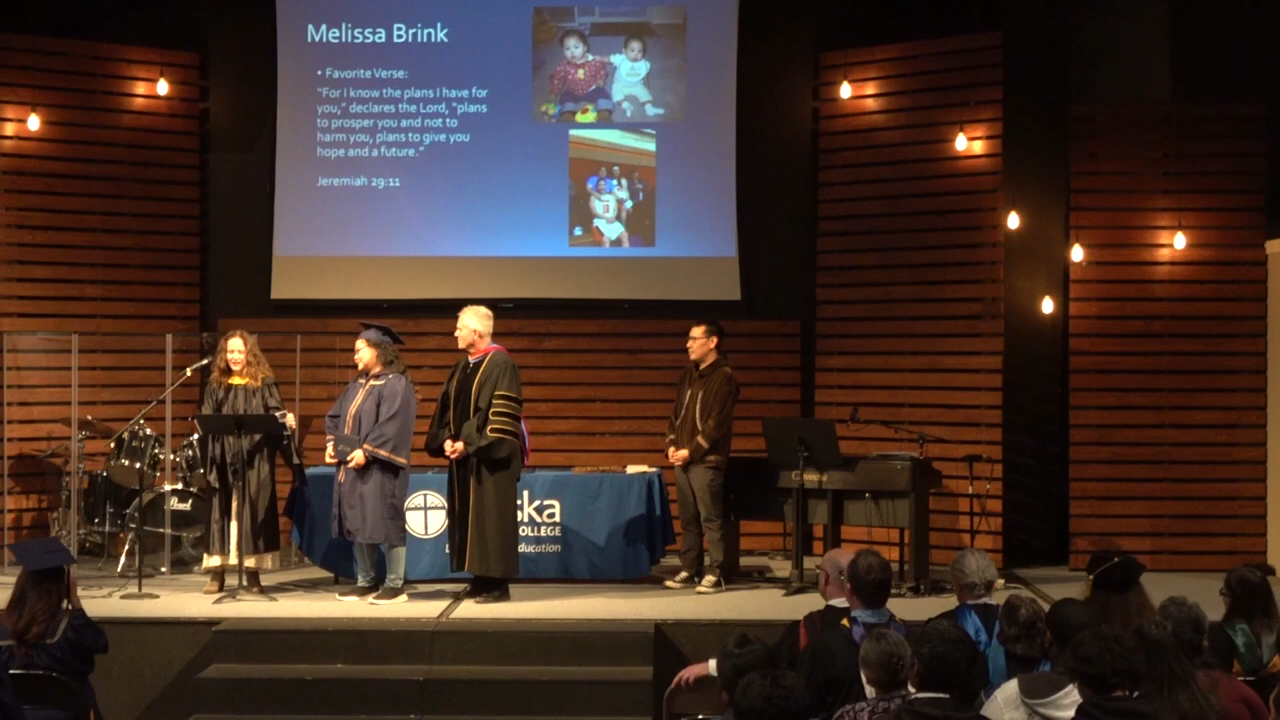 Melissa Brink
• Favorite Verse:
"For I know the plans I have for
you," declares the Lord, "plans
to prosper you and not to
harm you, plans to give you
hope and a future."
Jeremiah 29:11
ska
COLLEGE
ducation
Pearl